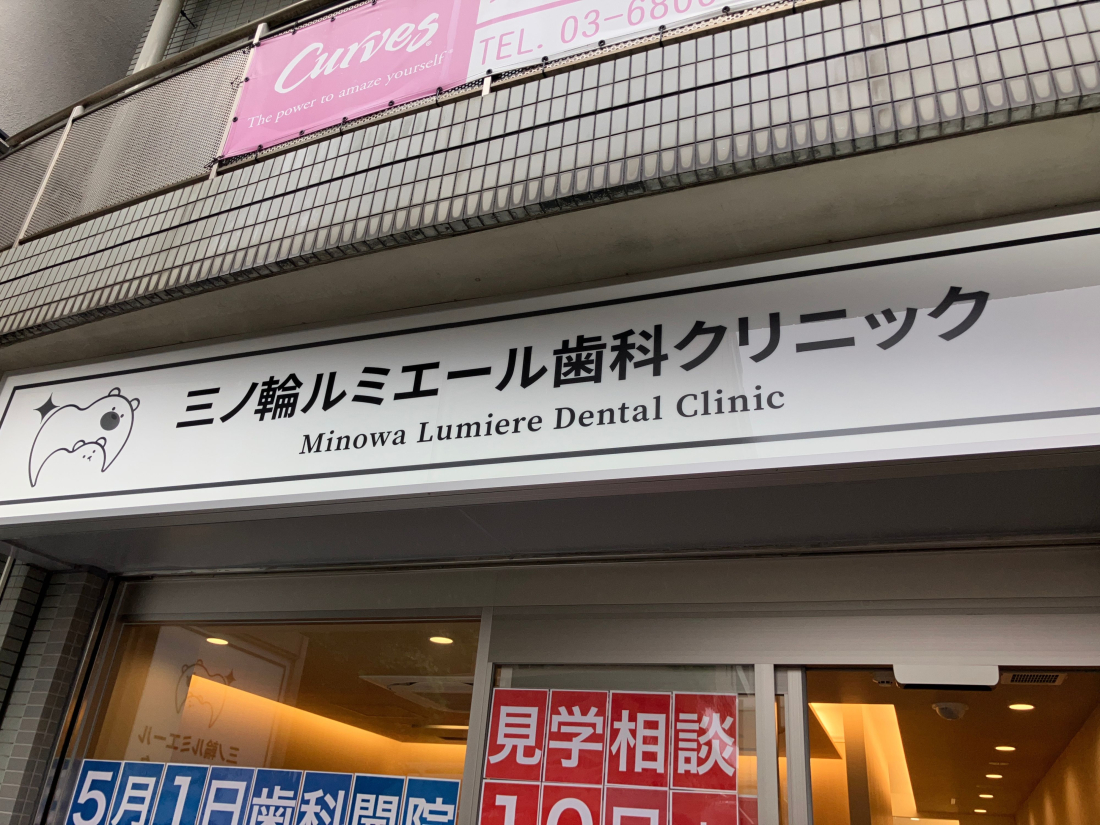 Curves
The power to amaze yourself
TEL. 03-680
三ノ輪ルミエール歯科クリニック
Minowa Lumiere Dental Clinic
三ノ輪ルミエール
見学相談
5月1日歯科開院